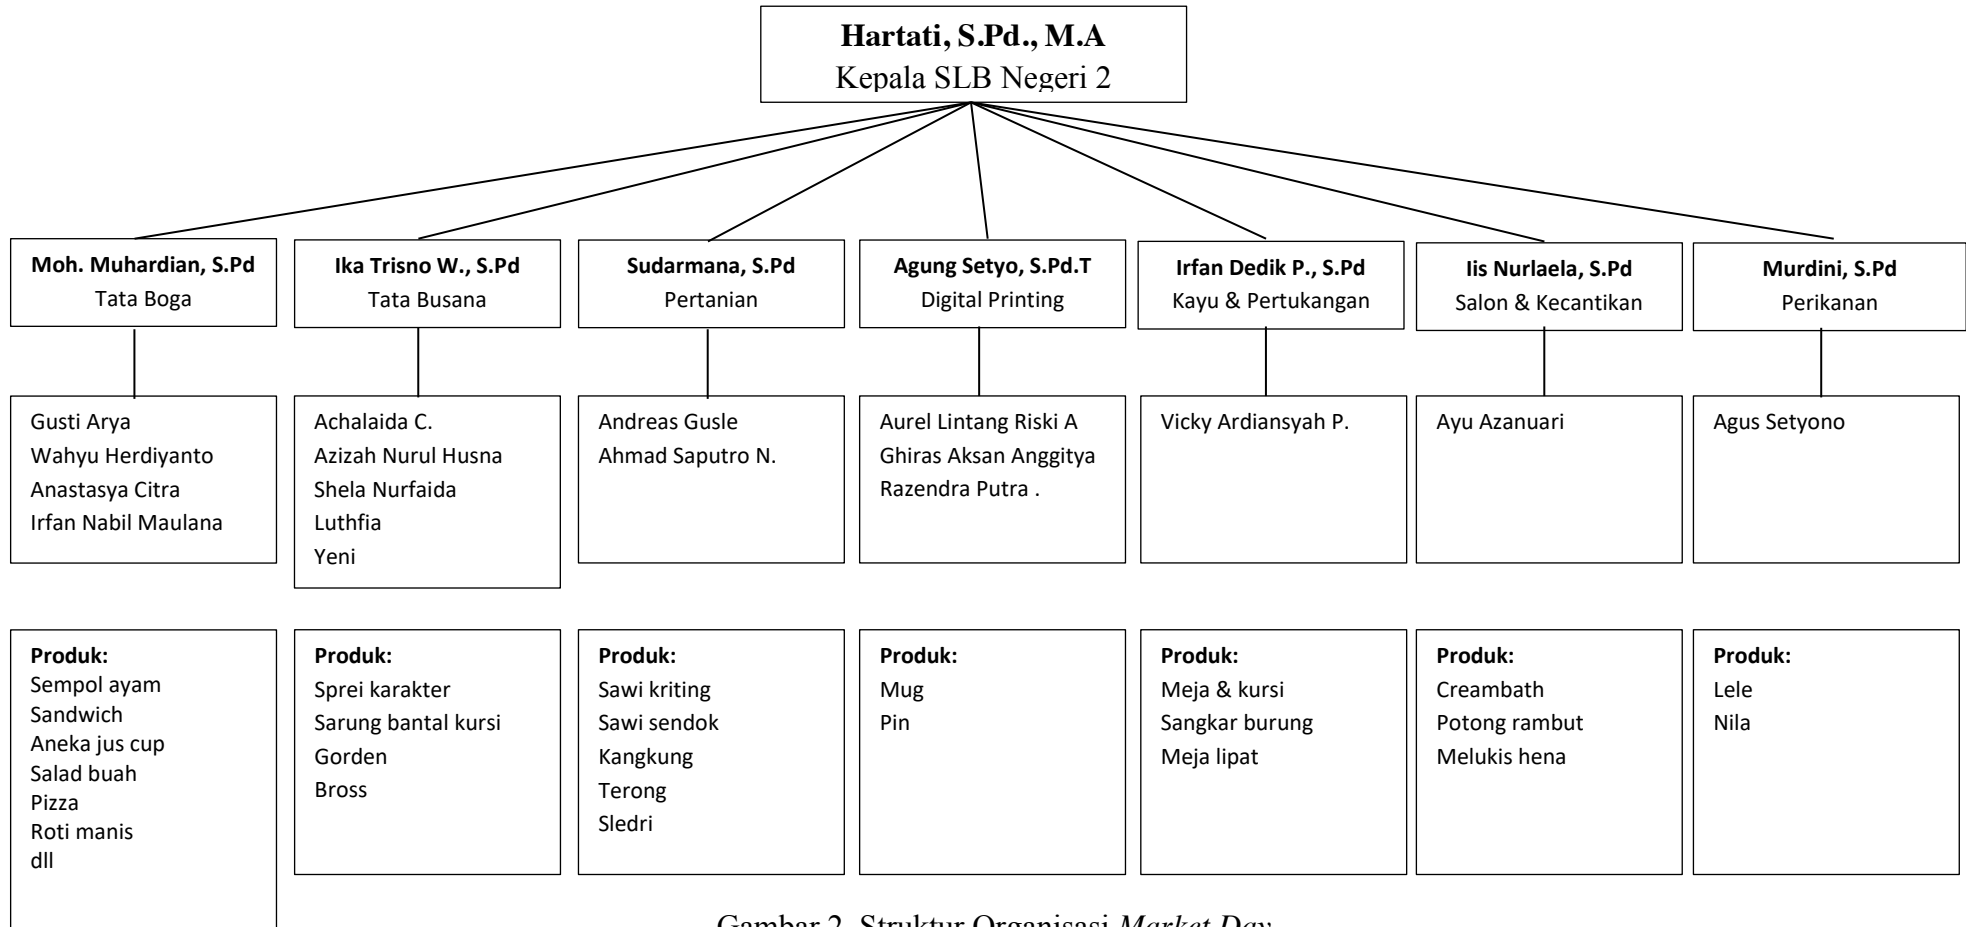 Hartati, S.Pd., M.A
Kepala SLB Negeri 2
Moh. Muhardian, S.Pd
Tata Boga
Ika Trisno W., S.Pd
Tata Busana
Sudarmana, S.Pd
Pertanian
Agung Setyo, S.Pd.T
Digital Printing
Irfan Dedik P., S.Pd
Kayu & Pertukangan
Iis Nurlaela, S.Pd
Salon & Kecantikan
Murdini, S.Pd
Perikanan
Gusti Arya
Wahyu Herdiyanto
Anastasya Citra
Irfan Nabil Maulana
Achalaida C.
Azizah Nurul Husna
Shela Nurfaida
Luthfia
Yeni
Andreas Gusle
Ahmad Saputro N.
Aurel Lintang Riski A
Ghiras Aksan Anggitya
Razendra Putra .
Vicky Ardiansyah P.
Ayu Azanuari
Agus Setyono
Produk:
Sempol ayam
Sandwich
Aneka jus cup
Salad buah
Pizza
Roti manis
dll
Produk:
Sprei karakter
Sarung bantal kursi
Gorden
Bross
Produk:
Sawi kriting
Sawi sendok
Kangkung
Terong
Sledri
Produk:
Mug
Pin
Produk:
Meja & kursi
Sangkar burung
Meja lipat
Produk:
Creambath
Potong rambut
Melukis hena
Produk:
Lele
Nila
Gambar 2. Struktur Organisasi Market Day